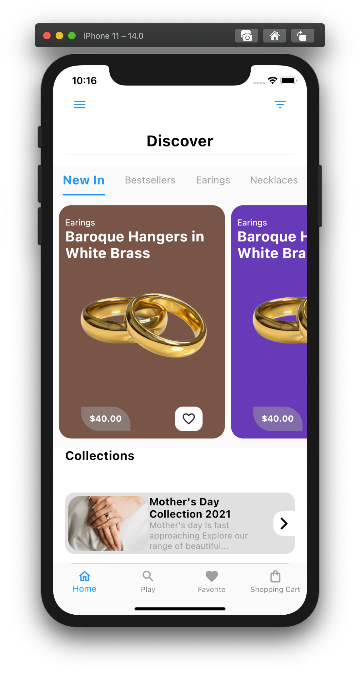 iPhone 11 – 14.0
10:16
Discover
New In Bestsellers Earings Necklaces
Earings
Baroque Hangers in
White Brass
$40.00
Earings
Baroque H
White Bra
$40.00
Collections
Mother's Day
Collection 2021
Mother's day Is fast
approaching Explore our
range of beautiful...
Home Play Favorite Shopping Cart